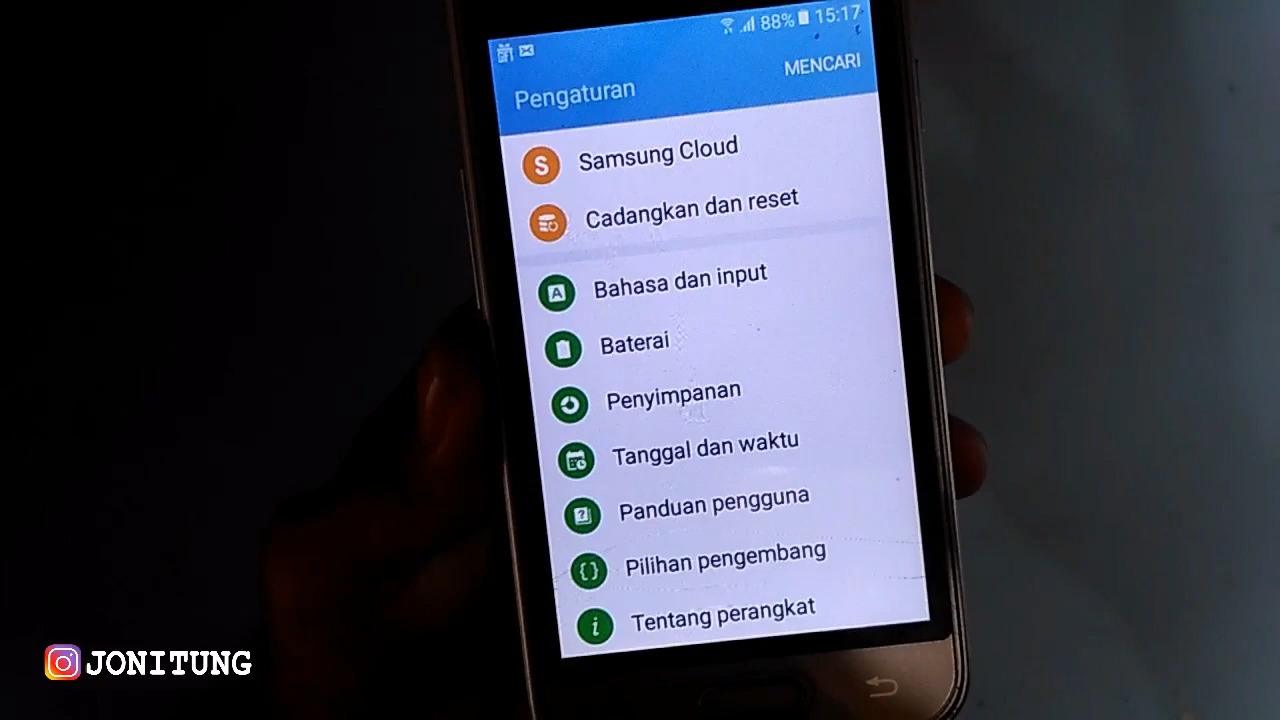 88% 15:17
Pengaturan MENCARI
Samsung Cloud
Cadangkan dan reset
Bahasa dan input
Baterai
Penyimpanan
Tanggal dan waktu
Panduan pengguna
Pilihan pengembang
Tentang perangkat
JONITUNG